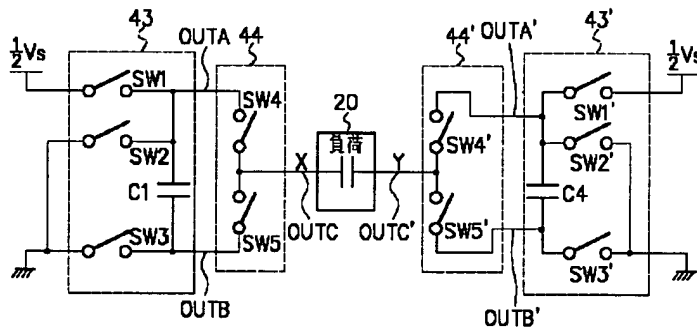 43
OUTA
44
44'
OUTA'
43'
½Vs
½Vs
SW1
SW4
20
SW4'
SW1'
SW2
負荷
SW2'
X
Y
C1
C4
OUTC
OUTC'
SW3
SW5
SW5'
SW3'
OUTB
OUTB'